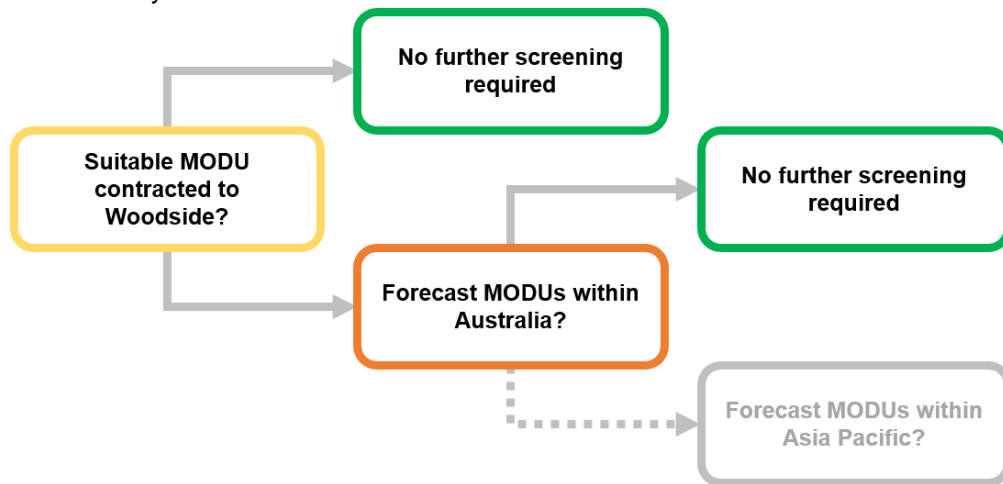 No further screening
required
Suitable MODU
contracted to
Woodside?
No further screening
required
Forecast MODUs within
Australia?
Forecast MODUs within
Asia Pacific?